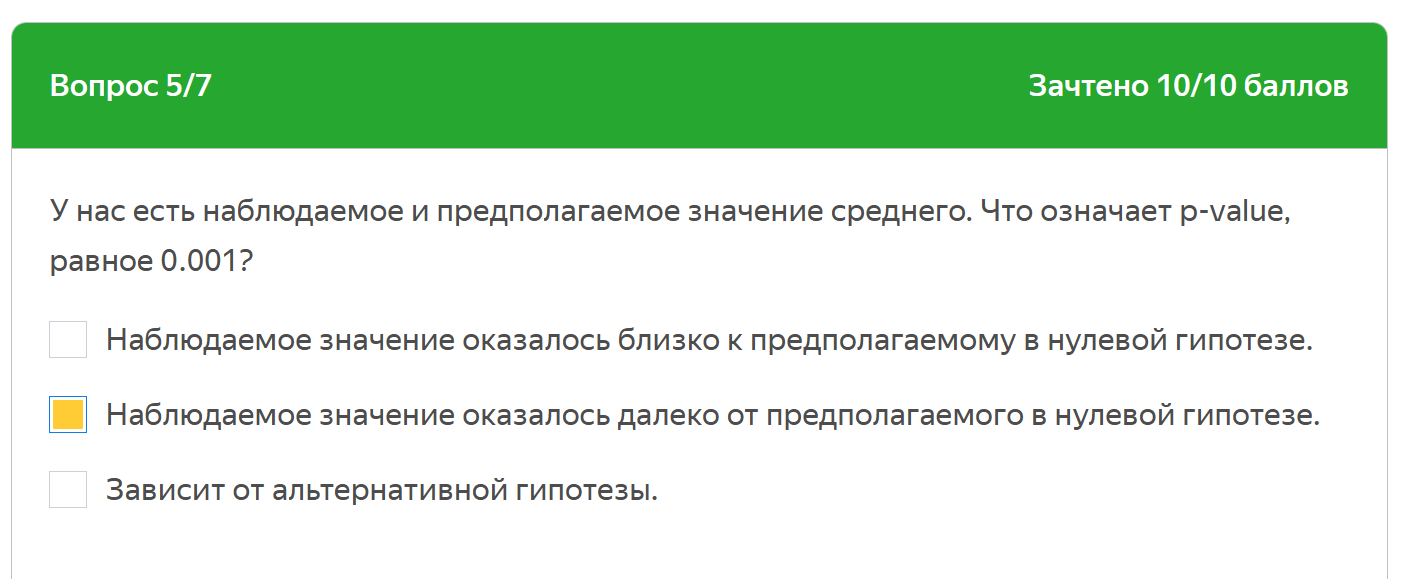 Вопрос 5/7
Зачтено 10/10 баллов
У нас есть наблюдаемое и предполагаемое значение среднего. Что означает p-value,
равное 0.001?
Наблюдаемое значение оказалось близко к предполагаемому в нулевой гипотезе.
Наблюдаемое значение оказалось далеко от предполагаемого в нулевой гипотезе.
Зависит от альтернативной гипотезы.